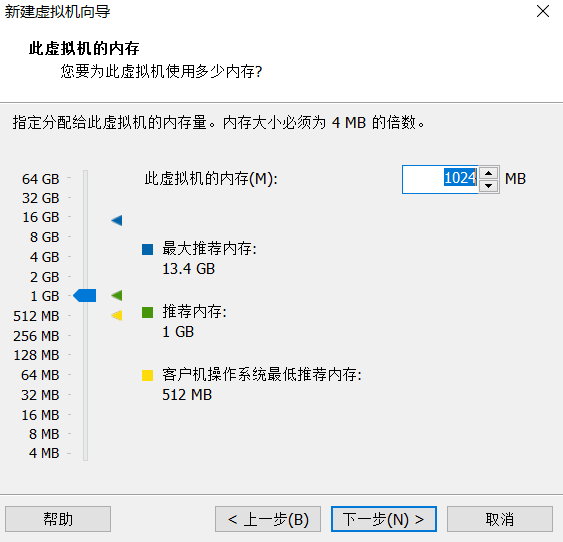 新建虚拟机向导
此虚拟机的内存
您要为此虚拟机使用多少内存?
指定分配给此虚拟机的内存量。内存大小必须为 4 MB 的倍数。
64 GB
32 GB
16 GB
8 GB
4 GB
2 GB
1 GB
512 MB
256 MB
128 MB
64 MB
32 MB
16 MB
8 MB
4 MB
此虚拟机的内存(M):
1024 MB
最大推荐内存:
13.4 GB
推荐内存:
1 GB
客户机操作系统最低推荐内存:
512 MB
帮助
< 上一步(B)
下一步(N) >
取消